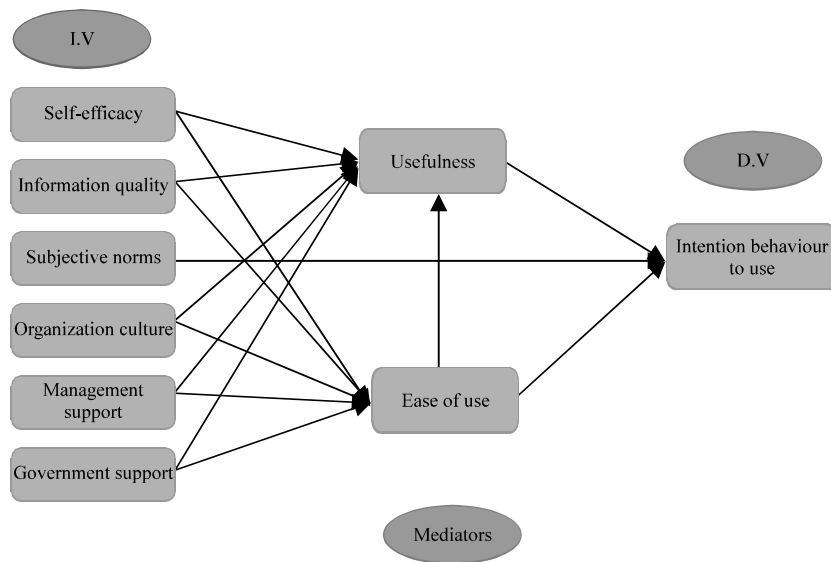 I.V
Self-efficacy
Information quality
Subjective norms
Organization culture
Management
support
Government support
Usefulness
Ease of use
Mediators
D.V
Intention behaviour
to use